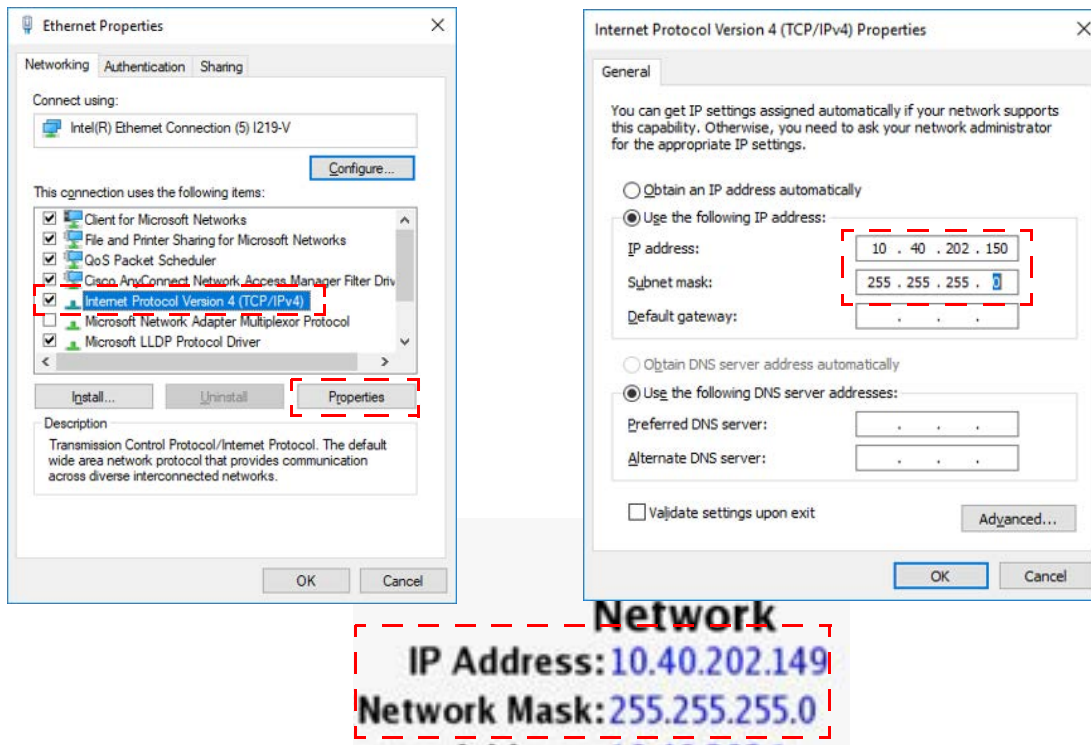 Ethernet Properties
Networking Authentication Sharing
Connect using:
Intel(R) Ethernet Connection (5) I219-V
Configure...
This connection uses the following items:
Client for Microsoft Networks
File and Printer Sharing for Microsoft Networks
QoS Packet Scheduler
Cisco AnyConnect Network Access Manager Filter Driv
Internet Protocol Version 4 (TCP/IPv4)
Microsoft Network Adapter Multiplexor Protocol
Microsoft LLDP Protocol Driver
Install... Uninstall Properties
Description
Transmission Control Protocol/Internet Protocol. The default
wide area network protocol that provides communication
across diverse interconnected networks.
OK Cancel
Internet Protocol Version 4 (TCP/IPv4) Properties
General
You can get IP settings assigned automatically if your network supports
this capability. Otherwise, you need to ask your network administrator
for the appropriate IP settings.
Obtain an IP address automatically
Use the following IP address:
IP address: 10 . 40 . 202 . 150
Subnet mask: 255 . 255 . 255 . 0
Default gateway: . . .
Obtain DNS server address automatically
Use the following DNS server addresses:
Preferred DNS server: . . .
Alternate DNS server: . . .
Validate settings upon exit
Advanced...
OK Cancel
Network
IP Address: 10.40.202.149
Network Mask: 255.255.255.0